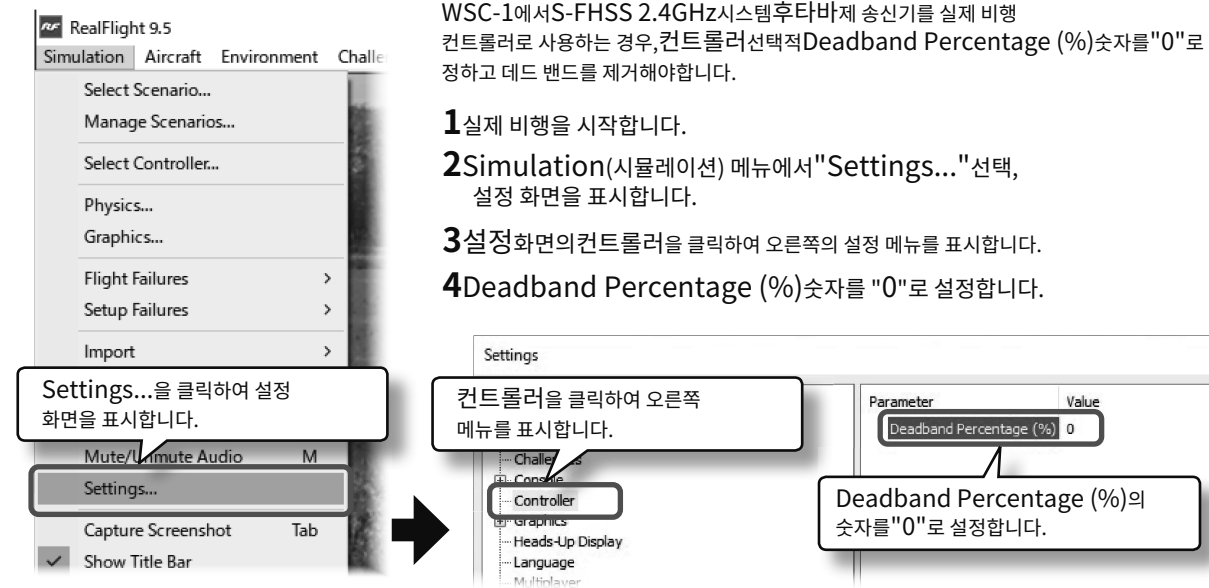 RealFlight 9.5
Simulation Aircraft Environment Challe
Select Scenario...
Manage Scenarios...
Select Controller...
Physics...
Graphics...
Flight Failures >
Setup Failures >
Import >
Settings...을 클릭하여 설정
화면을 표시합니다.
Mute/Unmute Audio M
Settings...
Capture Screenshot Tab
Show Title Bar
WSC-1에서S-FHSS 2.4GHz시스템후타바제 송신기를 실제 비행
컨트롤러로 사용하는 경우,컨트롤러선택적Deadband Percentage (%)숫자를"0"로
정하고 데드 밴드를 제거해야합니다.
1실제 비행을 시작합니다.
2Simulation(시뮬레이션) 메뉴에서"Settings..."선택,
설정 화면을 표시합니다.
3설정화면의컨트롤러을 클릭하여 오른쪽의 설정 메뉴를 표시합니다.
4Deadband Percentage (%)숫자를 "0"로 설정합니다.
Settings
컨트롤러을 클릭하여 오른쪽
메뉴를 표시합니다.
Challenges
Console
Controller
Graphics
Heads-Up Display
Language
Multiplayer
Parameter Value
Deadband Percentage (%) 0
Deadband Percentage (%)의
숫자를"0"로 설정합니다.